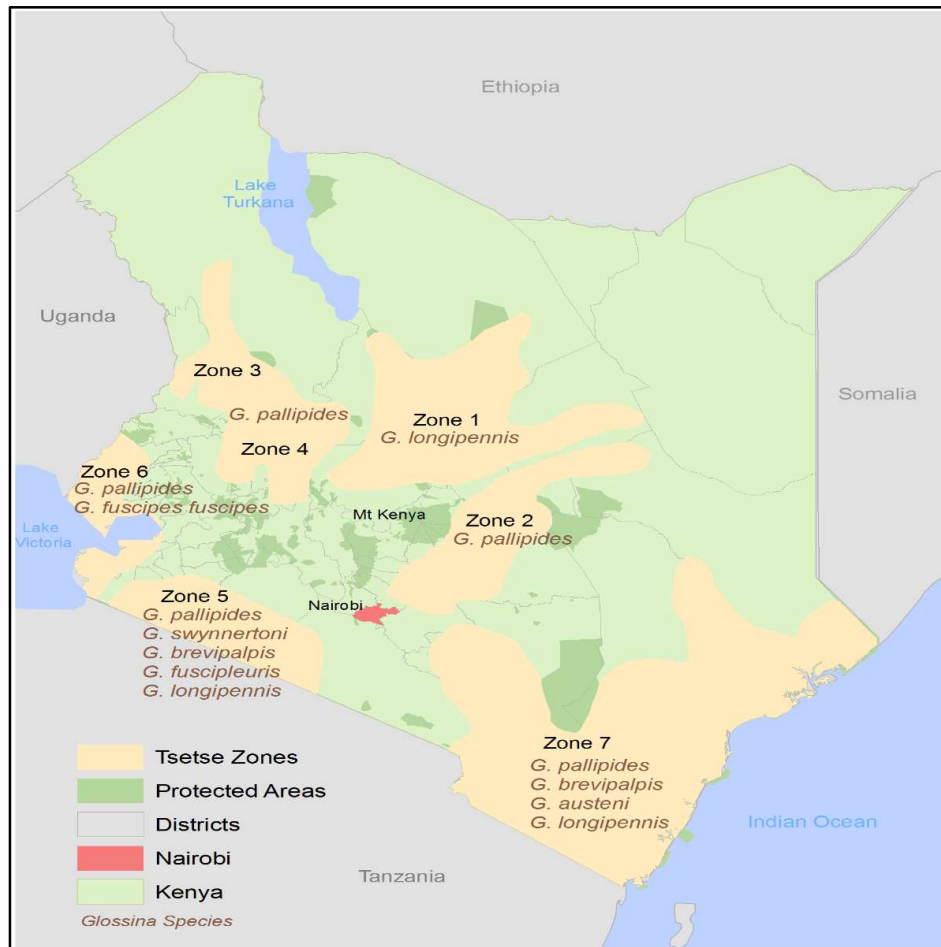 Ethiopia
Lake
Turkana
Uganda
Somalia
Zone 3
G. pallipides
Zone 4
Zone 1
G. longipennis
Zone 6
G. pallipides
G. fuscipes fuscipes
Mt Kenya
Zone 2
G. pallipides
Lake
Victoria
Nairobi
Zone 5
G. pallipides
G. swynnertoni
G. brevipalpis
G. fuscipleuris
G. longipennis
Zone 7
G. pallipides
G. brevipalpis
G. austeni
G. longipennis
Indian Ocean
Tanzania
Tsetse Zones
Protected Areas
Districts
Nairobi
Kenya
Glossina Species